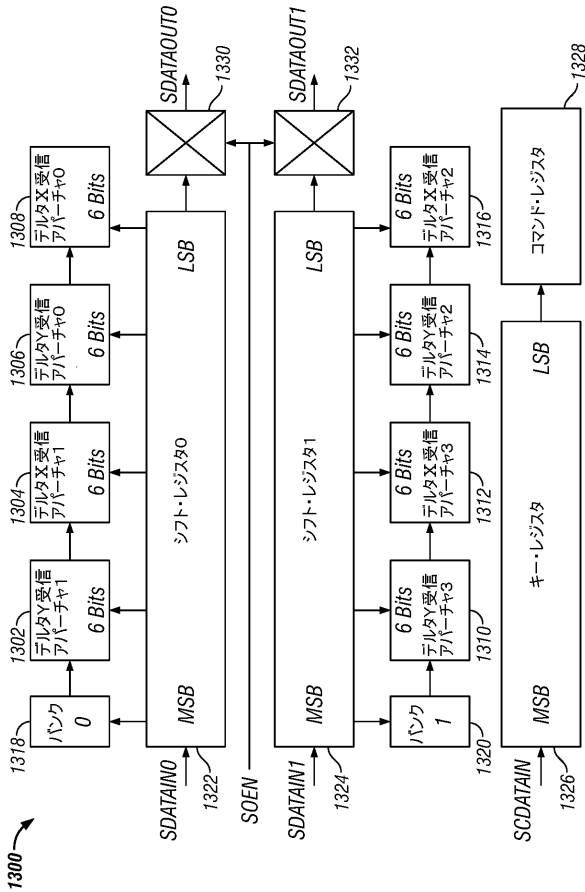 1300
1318
バンク
0
1302
デルタY受信
アパーチャ1
6 Bits
1304
デルタX受信
アパーチャ1
6 Bits
1306
デルタY受信
アパーチャ0
6 Bits
1308
デルタX受信
アパーチャ0
6 Bits
SDATAIN0
1322
MSB
シフト・レジスタ0
LSB
SDATAOUT0
1330
SOEN
SDATAIN1
1324
MSB
シフト・レジスタ1
LSB
SDATAOUT1
1332
バンク
1
1320
6 Bits
デルタY受信
アパーチャ3
1310
6 Bits
デルタX受信
アパーチャ3
1312
6 Bits
デルタY受信
アパーチャ2
1314
6 Bits
デルタX受信
アパーチャ2
1316
SCDATAIN
1326
MSB
キー・レジスタ
LSB
コマンド・レジスタ
1328